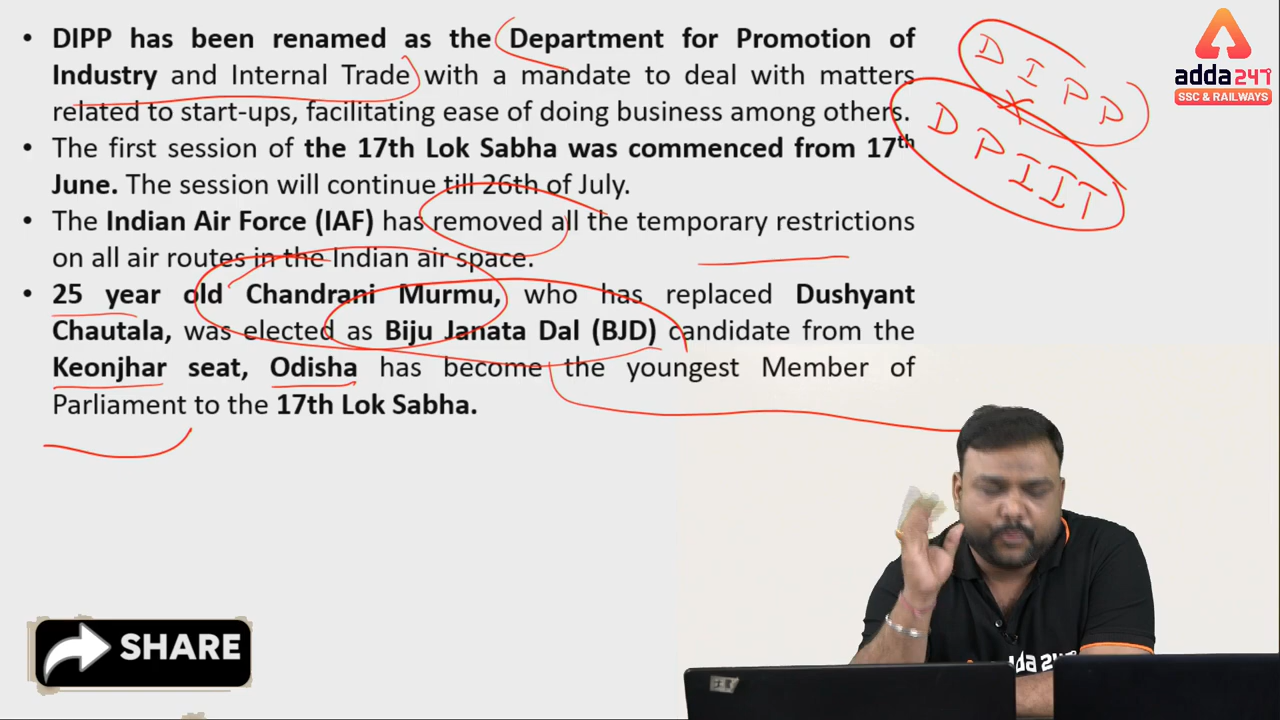 • DIPP has been renamed as the Department for Promotion of
Industry and Internal Trade with a mandate to deal with matters
related to start-ups, facilitating ease of doing business among others.
• The first session of the 17th Lok Sabha was commenced from 17th
June. The session will continue till 26th of July.
• The Indian Air Force (IAF) has removed all the temporary restrictions
on all air routes in the Indian air space.
• 25 year old Chandrani Murmu, who has replaced Dushyant
Chautala, was elected as Biju Janata Dal (BJD) candidate from the
Keonjhar seat, Odisha has become the youngest Member of
Parliament to the 17th Lok Sabha.
DIPP
DPIIT
adda247
SSC & RAILWAYS
SHARE